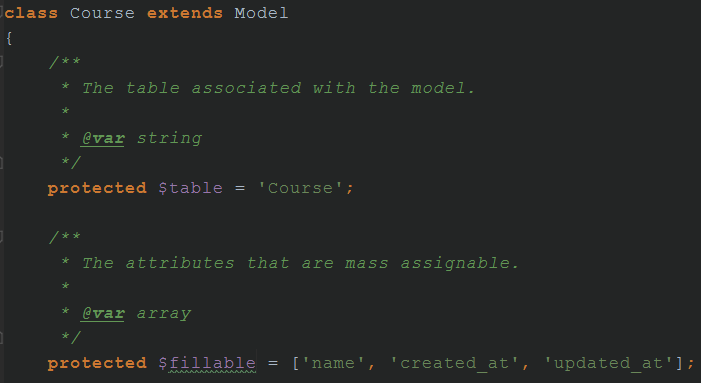 class Course extends Model
{
    /**
     * The table associated with the model.
     *
     * @var string
     */
    protected $table = 'Course';

    /**
     * The attributes that are mass assignable.
     *
     * @var array
     */
    protected $fillable = ['name', 'created_at', 'updated_at'];